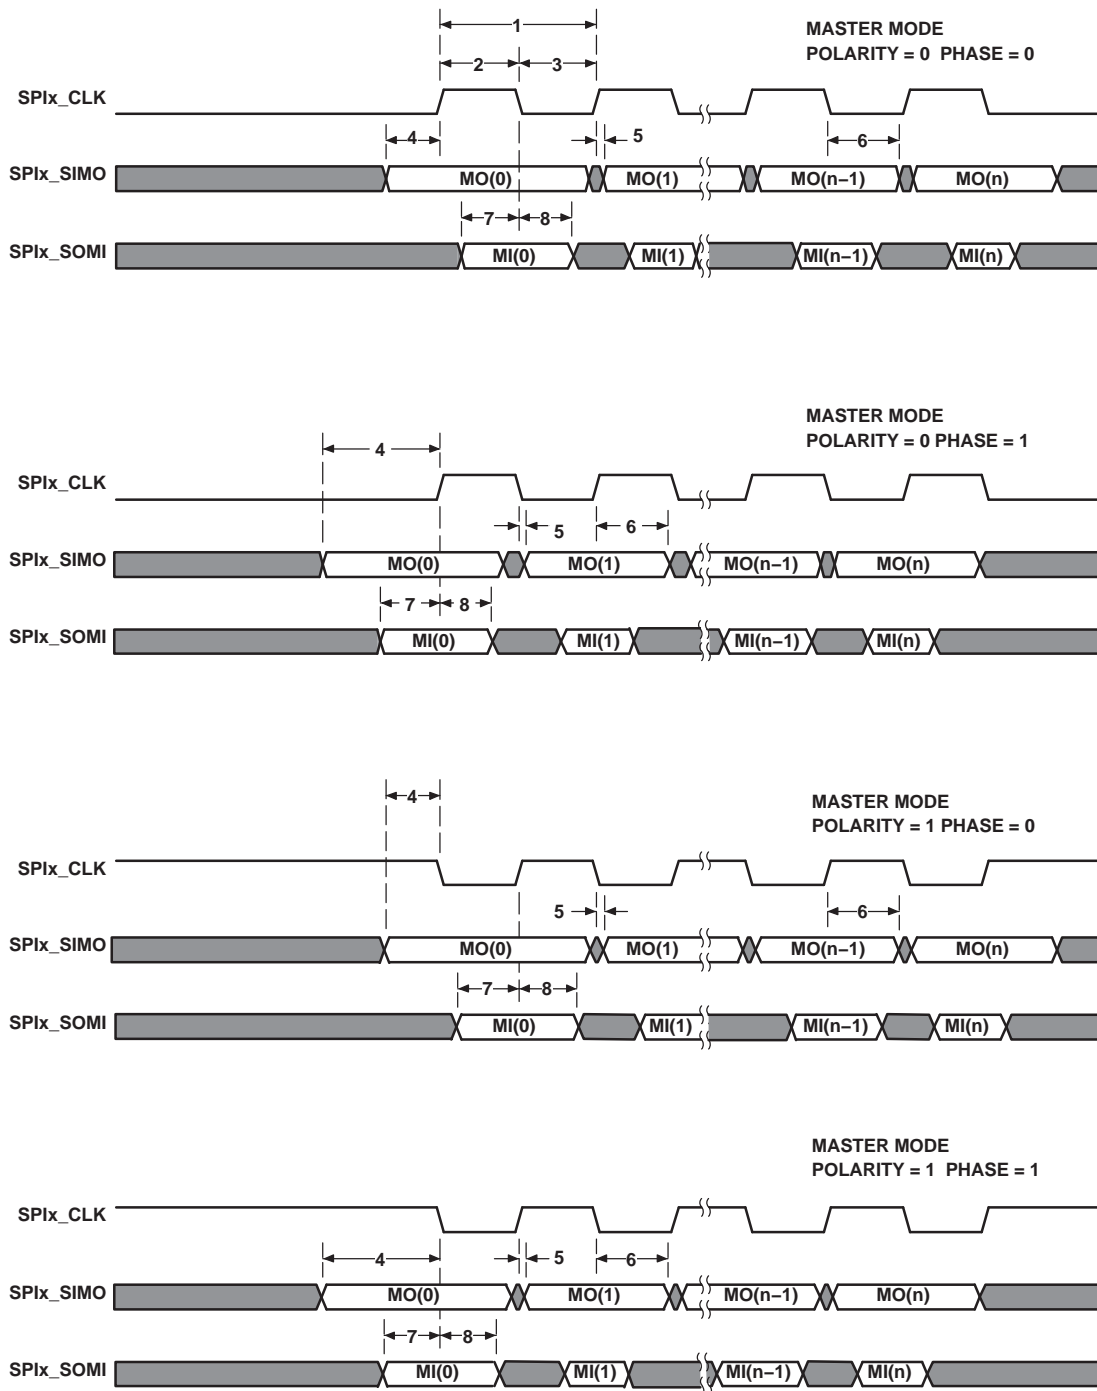 1
MASTER MODE
POLARITY = 0 PHASE = 0
2 3
SPIx_CLK
4 5 6
SPIx_SIMO MO(0) MO(1) MO(n−1) MO(n)
7 8
SPIx_SOMI MI(0) MI(1) MI(n−1) MI(n)
MASTER MODE
POLARITY = 0 PHASE = 1
4
SPIx_CLK
5 6
SPIx_SIMO MO(0) MO(1) MO(n−1) MO(n)
7 8
SPIx_SOMI MI(0) MI(1) MI(n−1) MI(n)
4
MASTER MODE
POLARITY = 1 PHASE = 0
SPIx_CLK
5 6
SPIx_SIMO MO(0) MO(1) MO(n−1) MO(n)
7 8
SPIx_SOMI MI(0) MI(1) MI(n−1) MI(n)
MASTER MODE
POLARITY = 1 PHASE = 1
SPIx_CLK
4 5 6
SPIx_SIMO MO(0) MO(1) MO(n−1) MO(n)
7 8
SPIx_SOMI MI(0) MI(1) MI(n−1) MI(n)